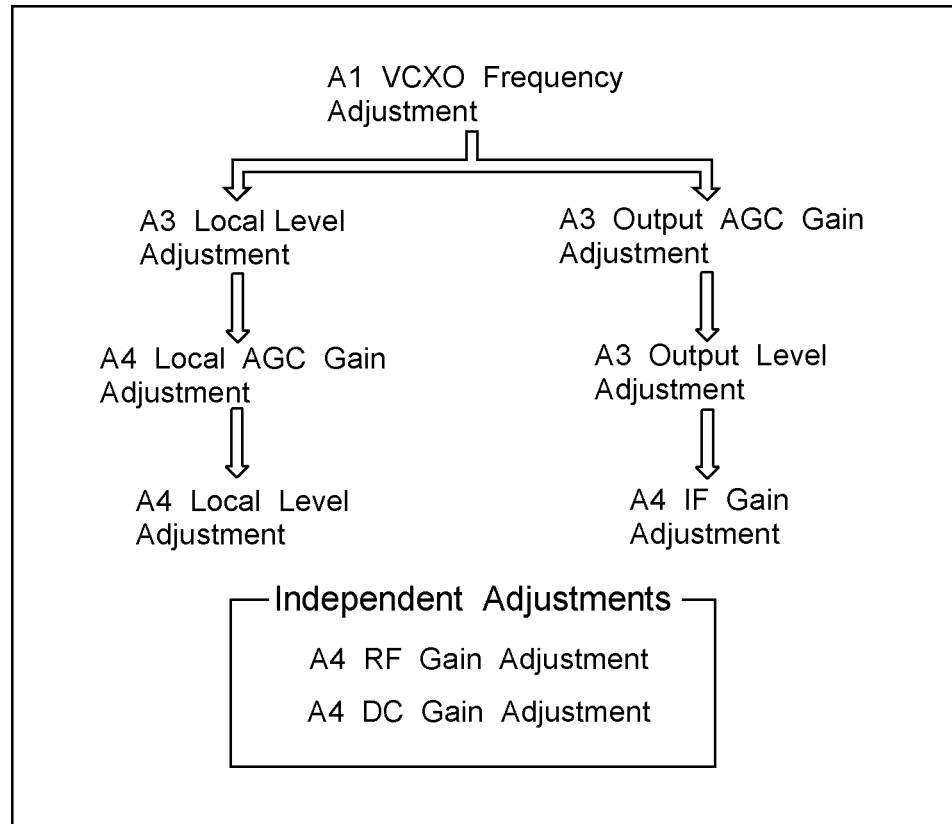 A1 VCXO Frequency
Adjustment
A3 Local Level
Adjustment
A3 Output AGC Gain
Adjustment
A4 Local AGC Gain
Adjustment
A3 Output Level
Adjustment
A4 Local Level
Adjustment
A4 IF Gain
Adjustment
Independent Adjustments
A4 RF Gain Adjustment
A4 DC Gain Adjustment